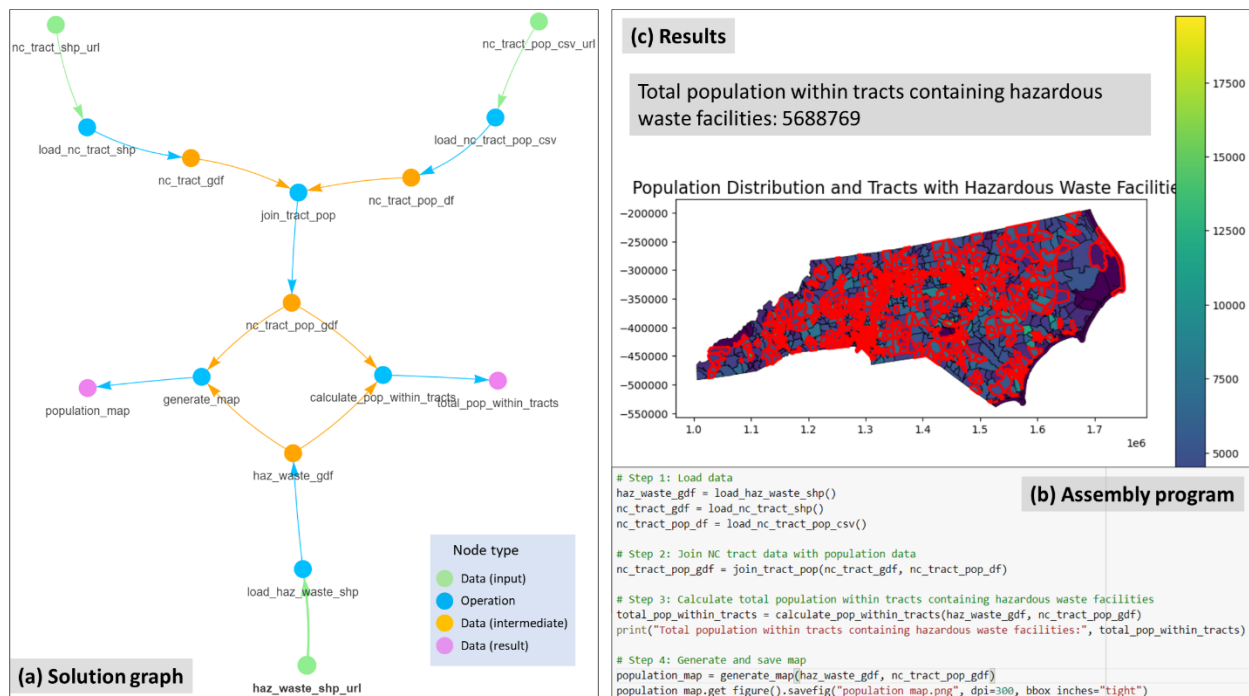 nc_tract_shp_url
nc_tract_pop_csv_url
load_nc_tract_shp
load_nc_tract_pop_csv
nc_tract_gdf
nc_tract_pop_df
join_tract_pop
nc_tract_pop_gdf
population_map
generate_map
calculate_pop_within_tracts
total_pop_within_tracts
haz_waste_gdf
load_haz_waste_shp
haz_waste_shp_url
Node type
Data (input)
Operation
Data (intermediate)
Data (result)
(a) Solution graph
(c) Results
Total population within tracts containing hazardous
waste facilities: 5688769
Population Distribution and Tracts with Hazardous Waste Facilitie
−200000
−250000
−300000
−350000
−400000
−450000
−500000
−550000
1.0
1.1
1.2
1.3
1.4
1.5
1.6
1.7
1e6
17500
15000
12500
10000
7500
5000
(b) Assembly program
# Step 1: Load data
haz_waste_gdf = load_haz_waste_shp()
nc_tract_gdf = load_nc_tract_shp()
nc_tract_pop_df = load_nc_tract_pop_csv()
# Step 2: Join NC tract data with population data
nc_tract_pop_gdf = join_tract_pop(nc_tract_gdf, nc_tract_pop_df)
# Step 3: Calculate total population within tracts containing hazardous waste facilities
total_pop_within_tracts = calculate_pop_within_tracts(haz_waste_gdf, nc_tract_pop_gdf)
print("Total population within tracts containing hazardous waste facilities:", total_pop_within_tracts)
# Step 4: Generate and save map
population_map = generate_map(haz_waste_gdf, nc_tract_pop_gdf)
population_map.get_figure().savefig("population_map.png", dpi=300, bbox_inches="tight")